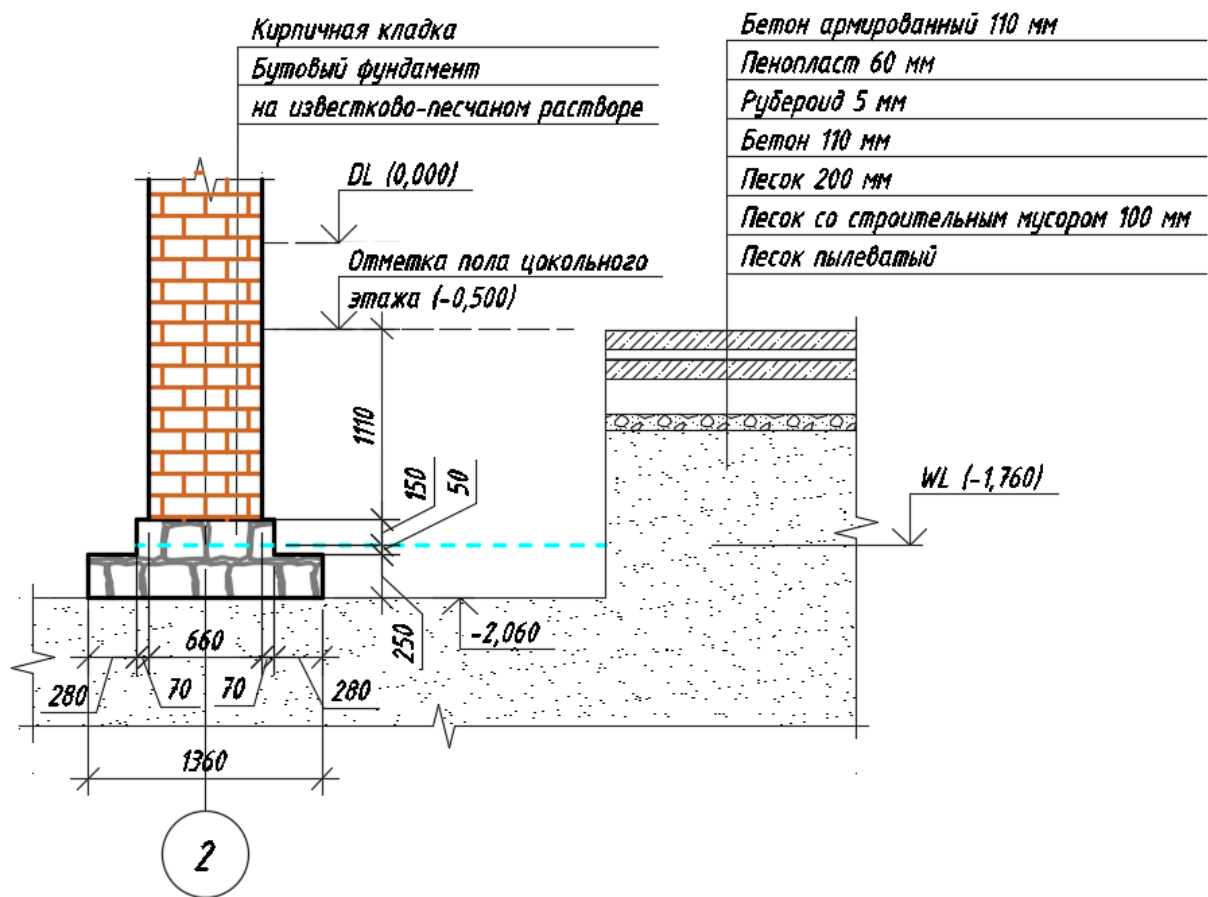 Кирпичная кладка
Бутовый фундамент
на известково-песчаном растворе
Бетон армированный 110 мм
Пенопласт 60 мм
Рубероид 5 мм
Бетон 110 мм
Песок 200 мм
Песок со строительным мусором 100 мм
Песок пылеватый
DL (0,000)
Отметка пола цокольного
этажа (-0,500)
1110
150
50
WL (-1,760)
250
-2,060
660
280
70
70
280
1360
2